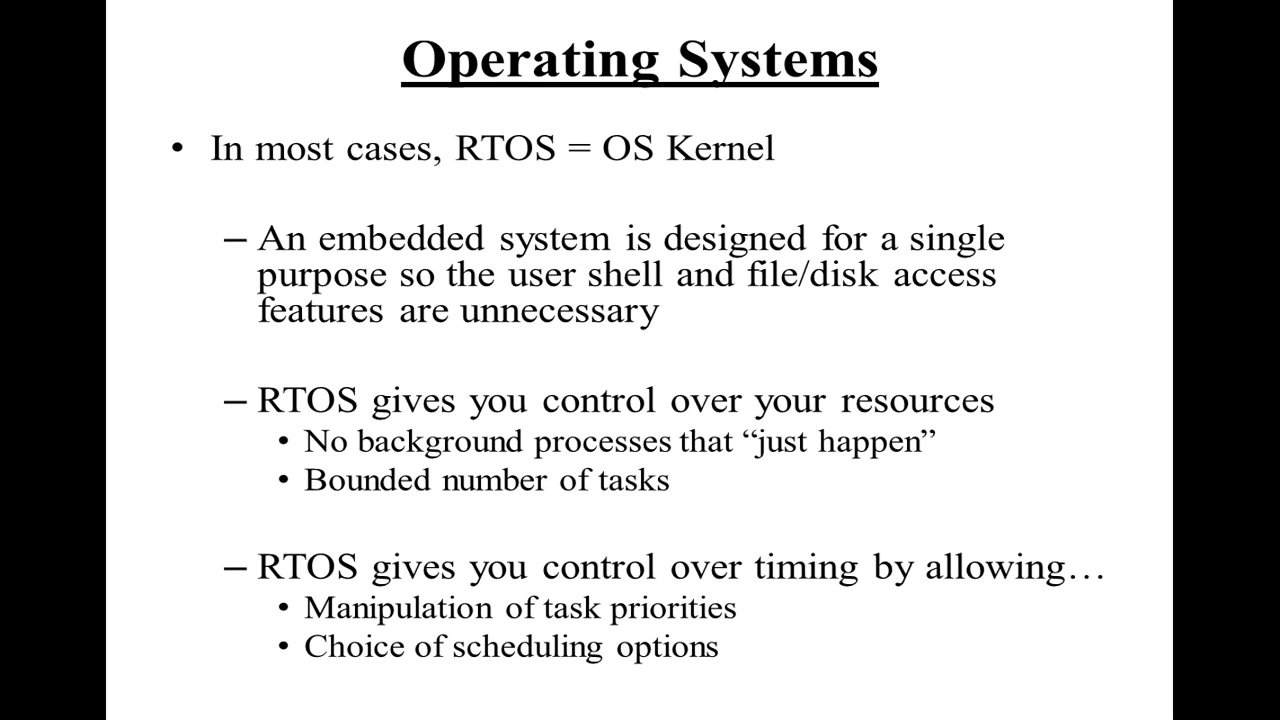 Operating Systems
• In most cases, RTOS = OS Kernel
– An embedded system is designed for a single
purpose so the user shell and file/disk access
features are unnecessary
– RTOS gives you control over your resources
• No background processes that “just happen”
• Bounded number of tasks
– RTOS gives you control over timing by allowing…
• Manipulation of task priorities
• Choice of scheduling options